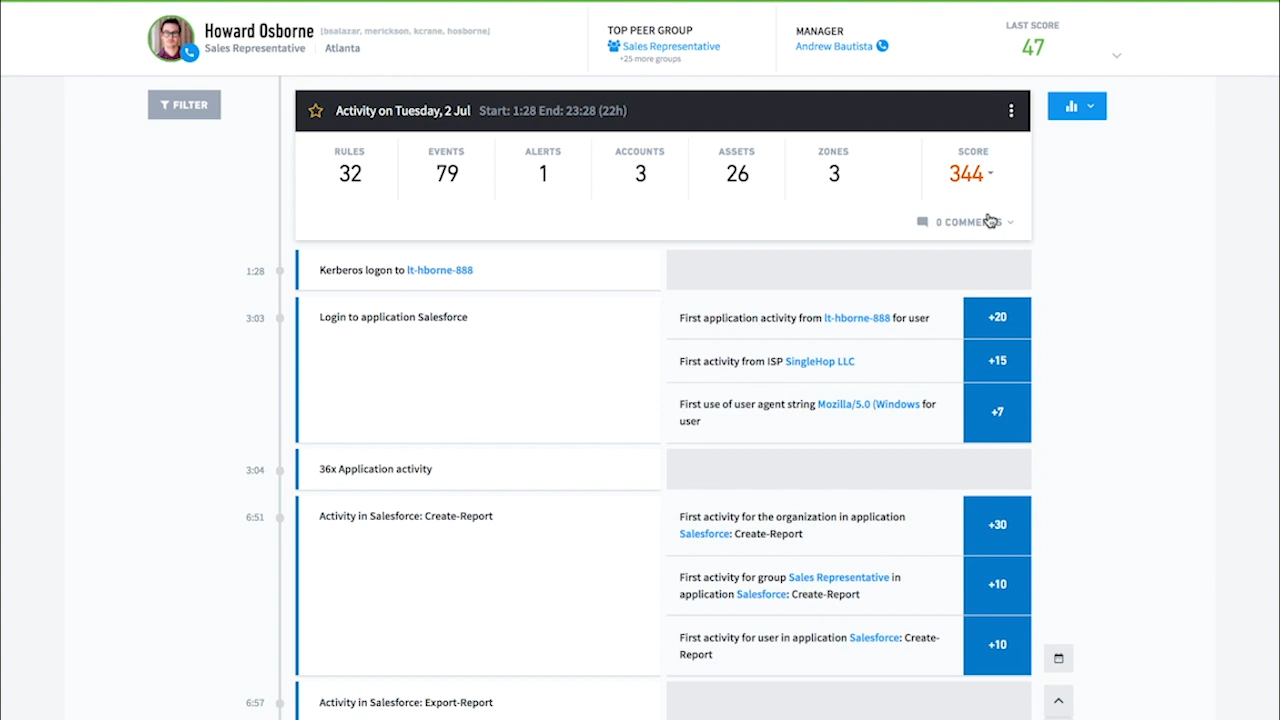 Howard Osborne [bsalazar, merickson, kcrane, hosborne]
Sales Representative Atlanta
TOP PEER GROUP
Sales Representative
+25 more groups
MANAGER
Andrew Bautista
LAST SCORE
47
FILTER
Activity on Tuesday, 2 Jul Start: 1:28 End: 23:28 (22h)
RULES EVENTS ALERTS ACCOUNTS ASSETS ZONES SCORE
32 79 1 3 26 3 344
0 COMMENTS
1:28 Kerberos logon to lt-hborne-888
3:03 Login to application Salesforce
First application activity from lt-hborne-888 for user +20
First activity from ISP SingleHop LLC +15
First use of user agent string Mozilla/5.0 (Windows for
user
+7
3:04 36x Application activity
6:51 Activity in Salesforce: Create-Report
First activity for the organization in application
Salesforce: Create-Report
+30
First activity for group Sales Representative in
application Salesforce: Create-Report
+10
First activity for user in application Salesforce: Create-
Report
+10
6:57 Activity in Salesforce: Export-Report